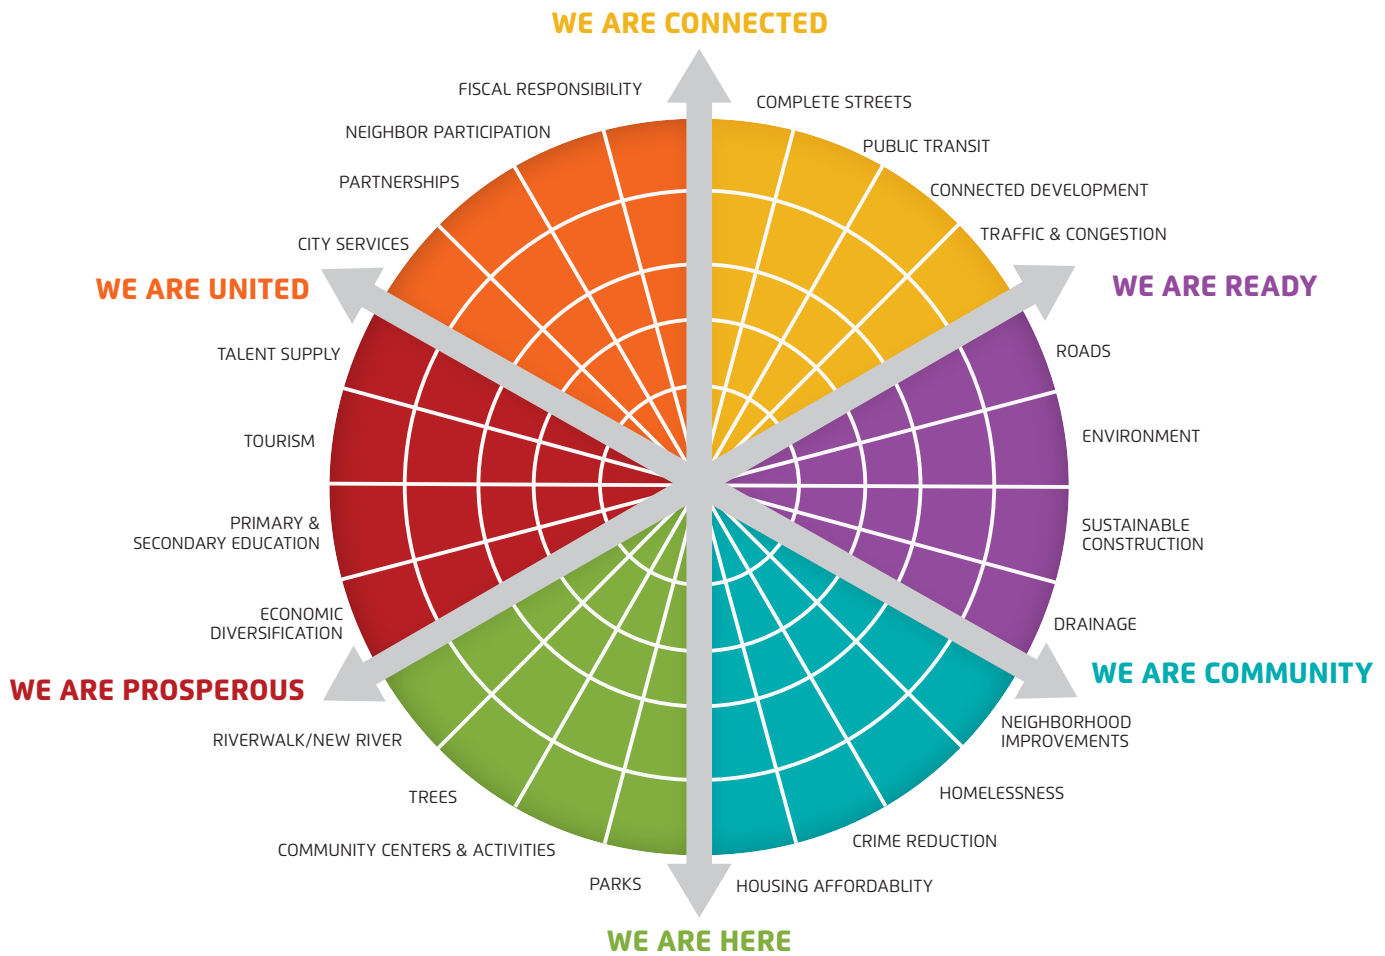 WE ARE CONNECTED
FISCAL RESPONSIBILITY
COMPLETE STREETS
NEIGHBOR PARTICIPATION
PUBLIC TRANSIT
PARTNERSHIPS
CONNECTED DEVELOPMENT
CITY SERVICES
TRAFFIC & CONGESTION
WE ARE UNITED
WE ARE READY
TALENT SUPPLY
ROADS
TOURISM
ENVIRONMENT
PRIMARY &
SECONDARY EDUCATION
SUSTAINABLE
CONSTRUCTION
ECONOMIC
DIVERSIFICATION
DRAINAGE
WE ARE PROSPEROUS
WE ARE COMMUNITY
RIVERWALK/NEW RIVER
NEIGHBORHOOD
IMPROVEMENTS
TREES
HOMELESSNESS
COMMUNITY CENTERS & ACTIVITIES
CRIME REDUCTION
PARKS
HOUSING AFFORDABLITY
WE ARE HERE